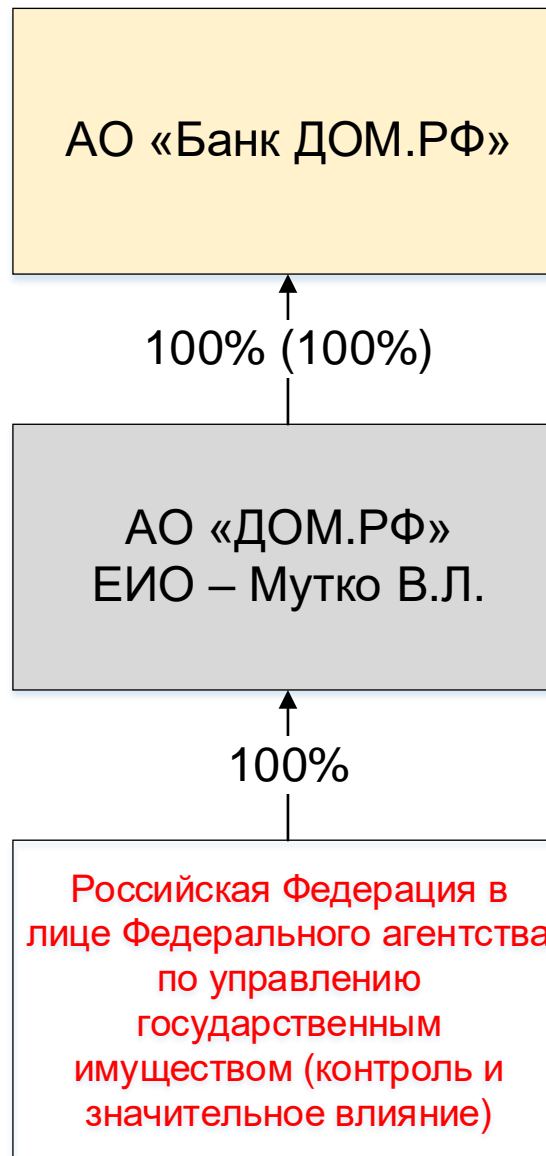 АО «Банк ДОМ.РФ»
100% (100%)
АО «ДОМ.РФ»
ЕИО – Мутко В.Л.
100%
Российская Федерация в
лице Федерального агентства
по управлению
государственным
имуществом (контроль и
значительное влияние)